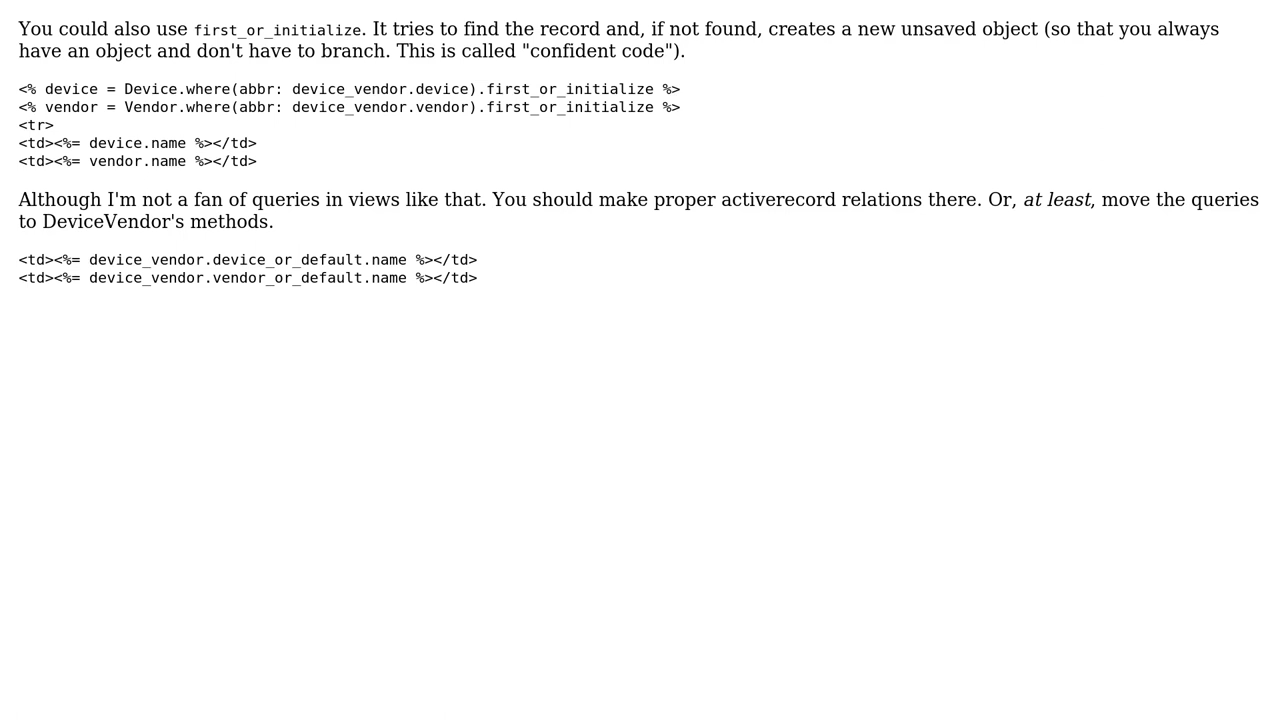 You could also use first_or_initialize. It tries to find the record and, if not found, creates a new unsaved object (so that you always
have an object and don't have to branch. This is called "confident code").
<% device = Device.where(abbr: device_vendor.device).first_or_initialize %>
<% vendor = Vendor.where(abbr: device_vendor.vendor).first_or_initialize %>
<tr>
<td><%= device.name %></td>
<td><%= vendor.name %></td>
Although I'm not a fan of queries in views like that. You should make proper activerecord relations there. Or, at least, move the queries
to DeviceVendor's methods.
<td><%= device_vendor.device_or_default.name %></td>
<td><%= device_vendor.vendor_or_default.name %></td>